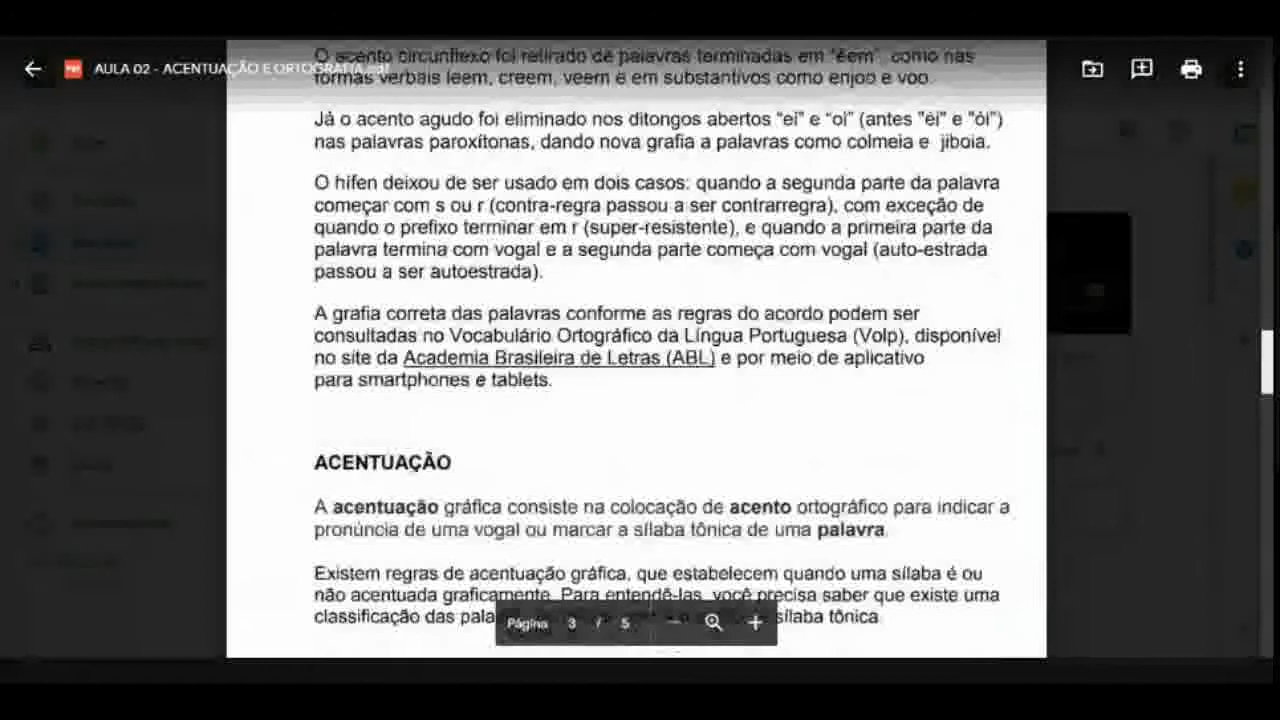 O acento circunflexo foi retirado de palavras terminadas em "êem", como nas
AULA 02 - ACENTUAÇÃO E ORTOGRAFIA.pdf
formas verbais leem, creem, veem e em substantivos como enjoo e voo.
Já o acento agudo foi eliminado nos ditongos abertos "ei" e "oi" (antes "éi" e "ói")
nas palavras paroxítonas, dando nova grafia a palavras como colmeia e jiboia.
O hífen deixou de ser usado em dois casos: quando a segunda parte da palavra
começar com s ou r (contra-regra passou a ser contrarregra), com exceção de
quando o prefixo terminar em r (super-resistente), e quando a primeira parte da
palavra termina com vogal e a segunda parte começa com vogal (auto-estrada
passou a ser autoestrada).
A grafia correta das palavras conforme as regras do acordo podem ser
consultadas no Vocabulário Ortográfico da Língua Portuguesa (Volp), disponível
no site da Academia Brasileira de Letras (ABL) e por meio de aplicativo
para smartphones e tablets.
ACENTUAÇÃO
A acentuação gráfica consiste na colocação de acento ortográfico para indicar a
pronúncia de uma vogal ou marcar a sílaba tônica de uma palavra.
Existem regras de acentuação gráfica, que estabelecem quando uma sílaba é ou
não acentuada graficamente. Para entendê-las, você precisa saber que existe uma
classificação das sílaba tônica
Página 3 / 5